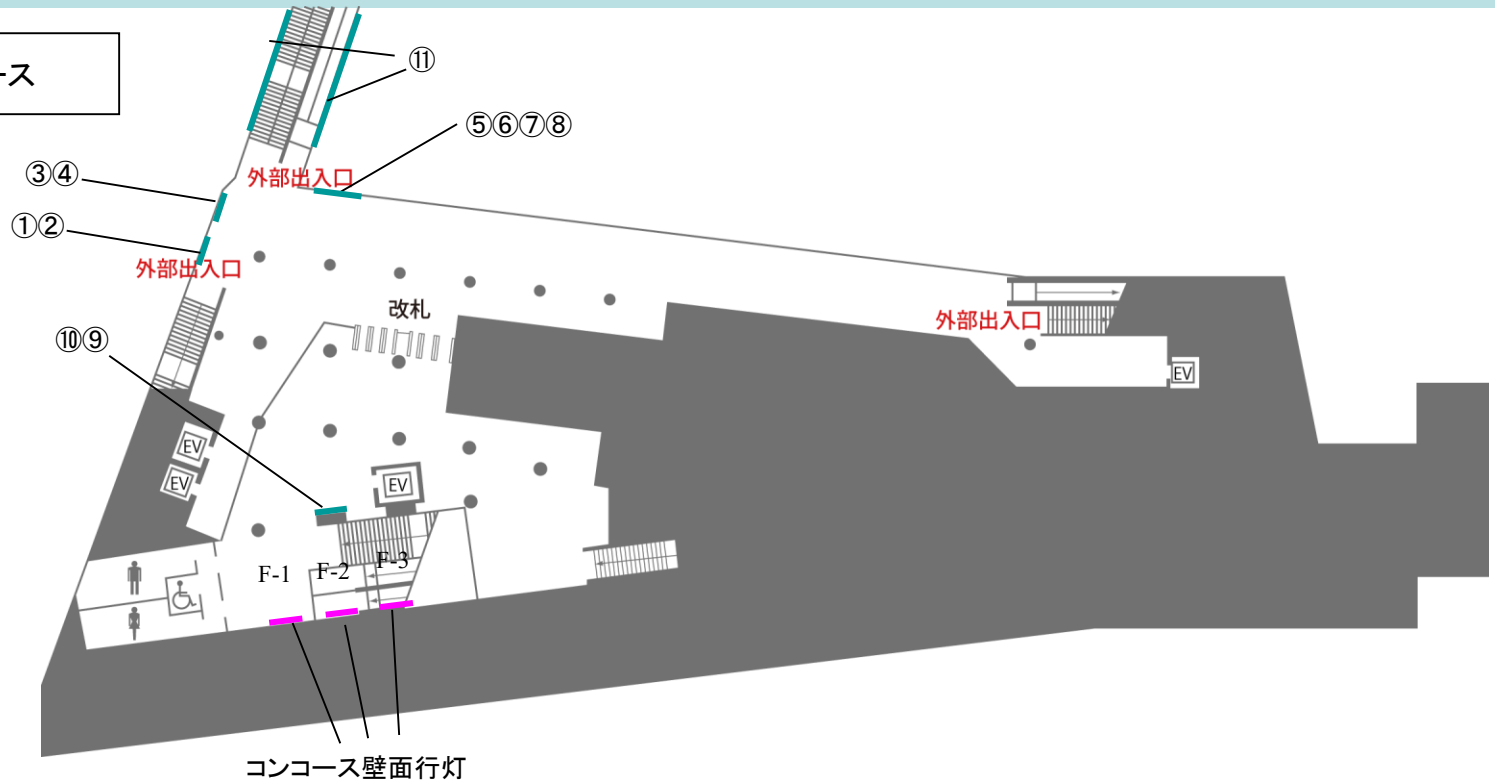 ース
⑪
⑤⑥⑦⑧
③④
外部出入口
①②
外部出入口
改札
外部出入口
⑩⑨
EV
EV
EV
EV
F-1
F-2
F-3
コンコース壁面行灯